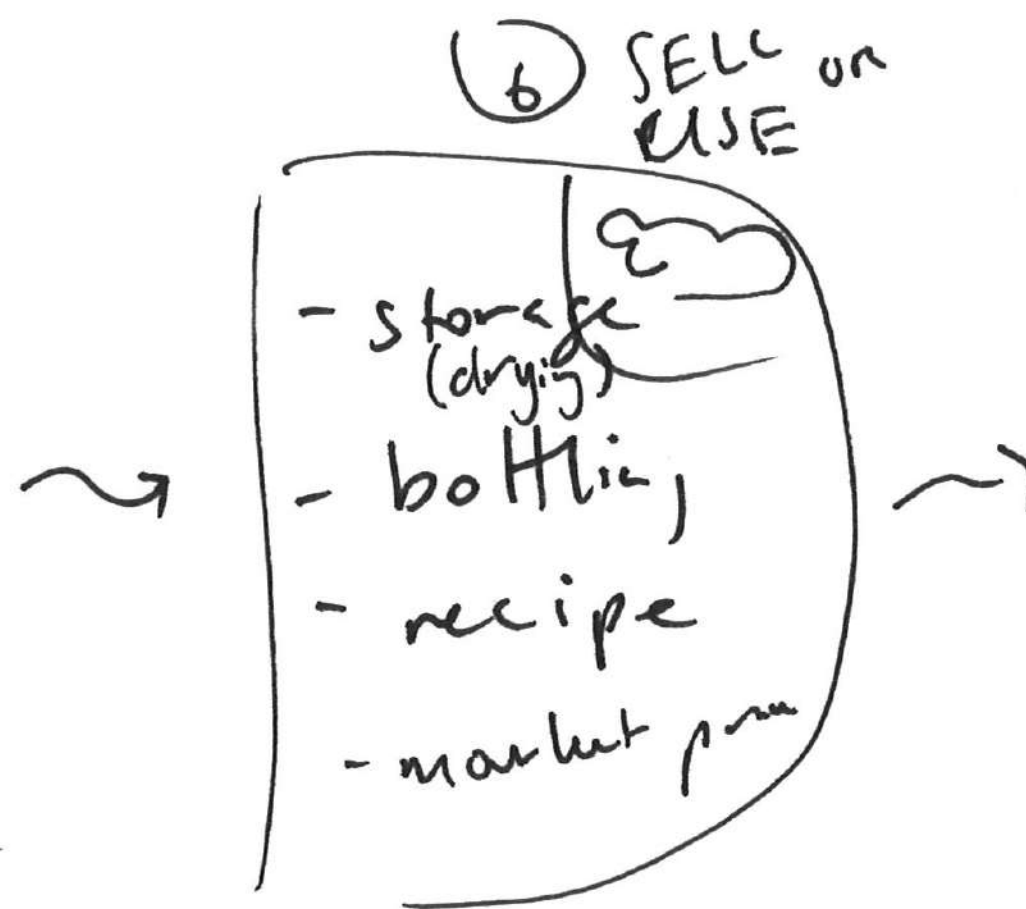 6 SELL or
USE
- storage
(drying)
- bottling
- recipe
- market